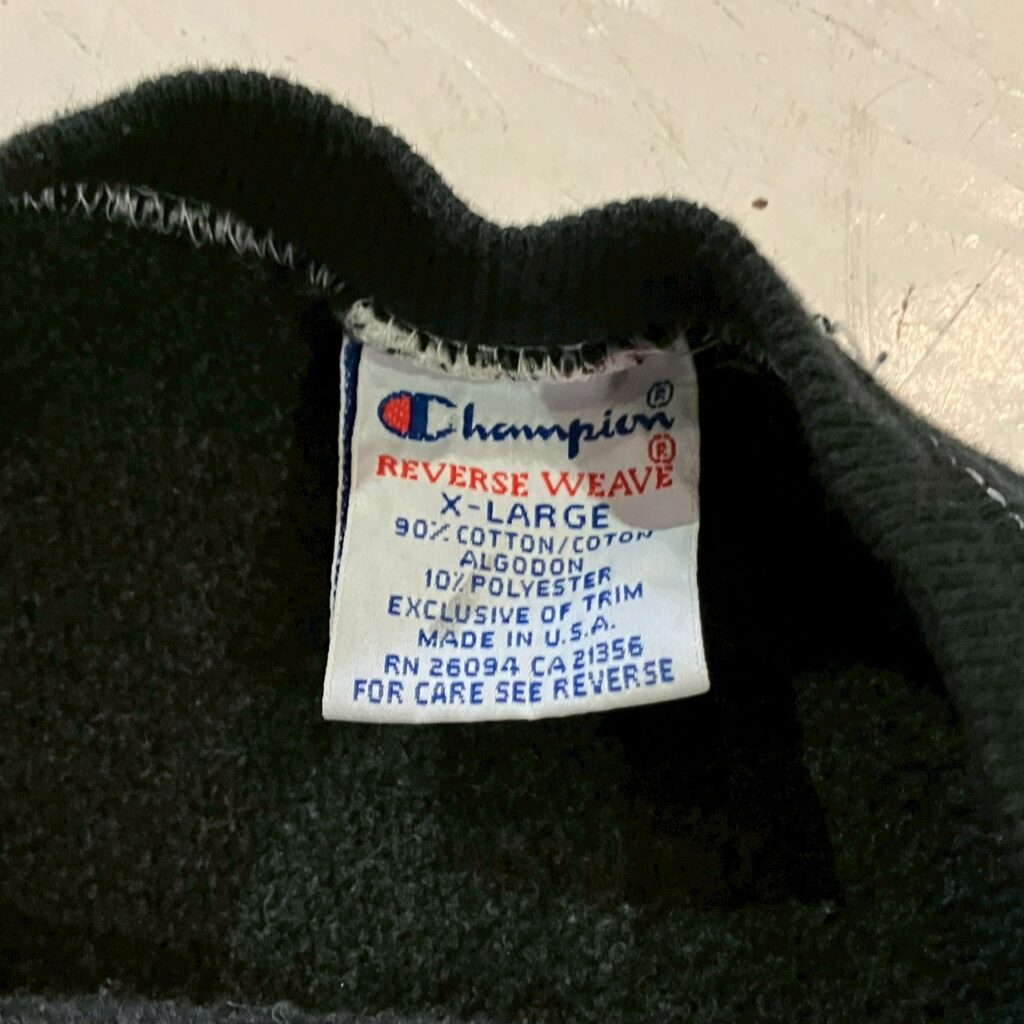 Champion®
REVERSE WEAVE®
X-LARGE
90% COTTON/COTON
ALGODON
10% POLYESTER
EXCLUSIVE OF TRIM
MADE IN U.S.A.
RN 26094 CA 21356
FOR CARE SEE REVERSE